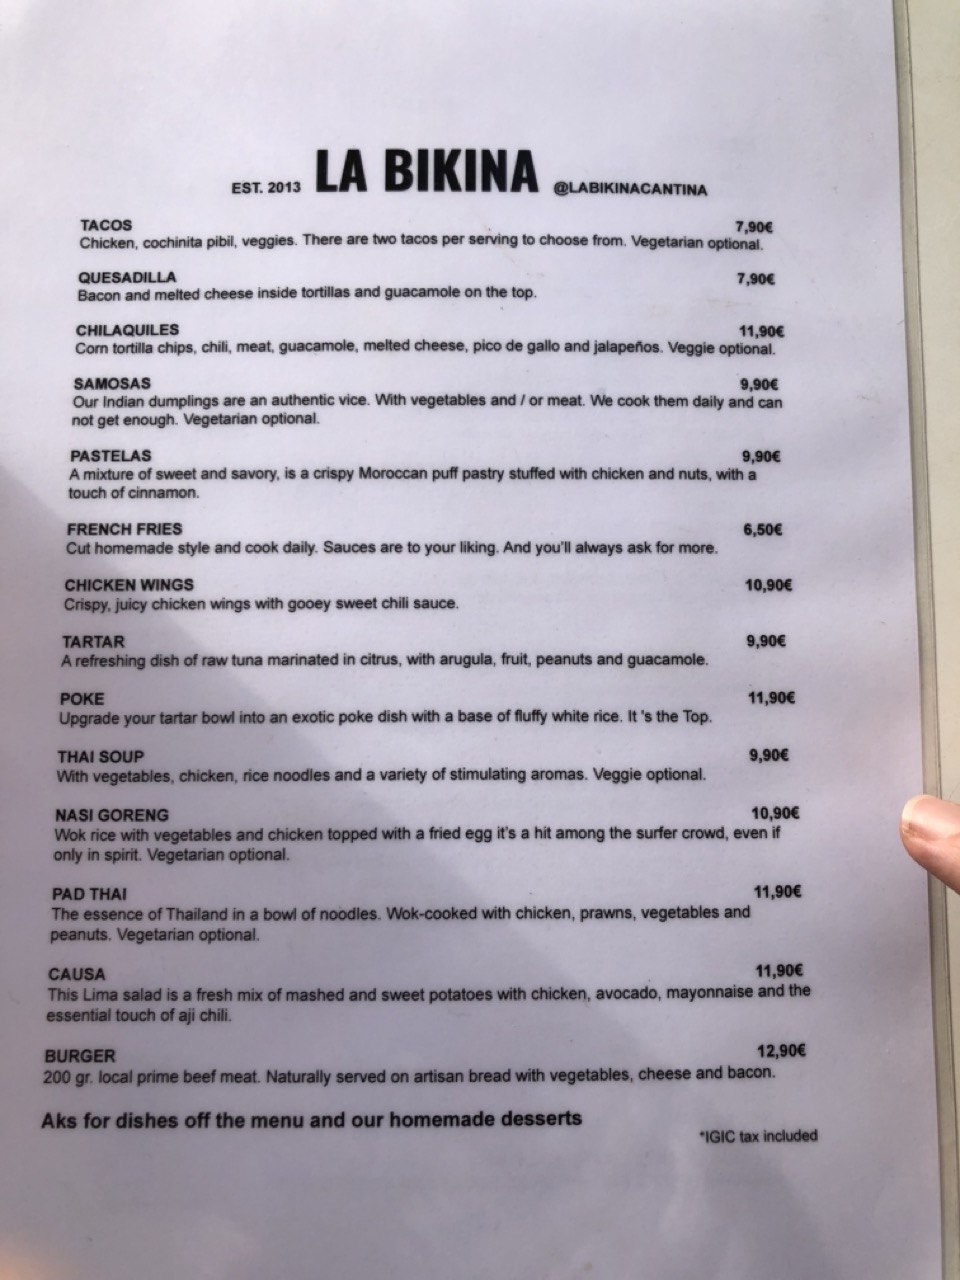 EST. 2013 LA BIKINA @LABIKINACANTINA
TACOS 7,90€
Chicken, cochinita pibil, veggies. There are two tacos per serving to choose from. Vegetarian optional.
QUESADILLA 7,90€
Bacon and melted cheese inside tortillas and guacamole on the top.
CHILAQUILES 11,90€
Corn tortilla chips, chili, meat, guacamole, melted cheese, pico de gallo and jalapeños. Veggie optional.
SAMOSAS 9,90€
Our Indian dumplings are an authentic vice. With vegetables and / or meat. We cook them daily and can
not get enough. Vegetarian optional.
PASTELAS 9,90€
A mixture of sweet and savory, is a crispy Moroccan puff pastry stuffed with chicken and nuts, with a
touch of cinnamon.
FRENCH FRIES 6,50€
Cut homemade style and cook daily. Sauces are to your liking. And you'll always ask for more.
CHICKEN WINGS 10,90€
Crispy, juicy chicken wings with gooey sweet chili sauce.
TARTAR 9,90€
A refreshing dish of raw tuna marinated in citrus, with arugula, fruit, peanuts and guacamole.
POKE 11,90€
Upgrade your tartar bowl into an exotic poke dish with a base of fluffy white rice. It 's the Top.
THAI SOUP 9,90€
With vegetables, chicken, rice noodles and a variety of stimulating aromas. Veggie optional.
NASI GORENG 10,90€
Wok rice with vegetables and chicken topped with a fried egg it's a hit among the surfer crowd, even if
only in spirit. Vegetarian optional.
PAD THAI 11,90€
The essence of Thailand in a bowl of noodles. Wok-cooked with chicken, prawns, vegetables and
peanuts. Vegetarian optional.
CAUSA 11,90€
This Lima salad is a fresh mix of mashed and sweet potatoes with chicken, avocado, mayonnaise and the
essential touch of aji chili.
BURGER 12,90€
200 gr. local prime beef meat. Naturally served on artisan bread with vegetables, cheese and bacon.
Aks for dishes off the menu and our homemade desserts
*IGIC tax included